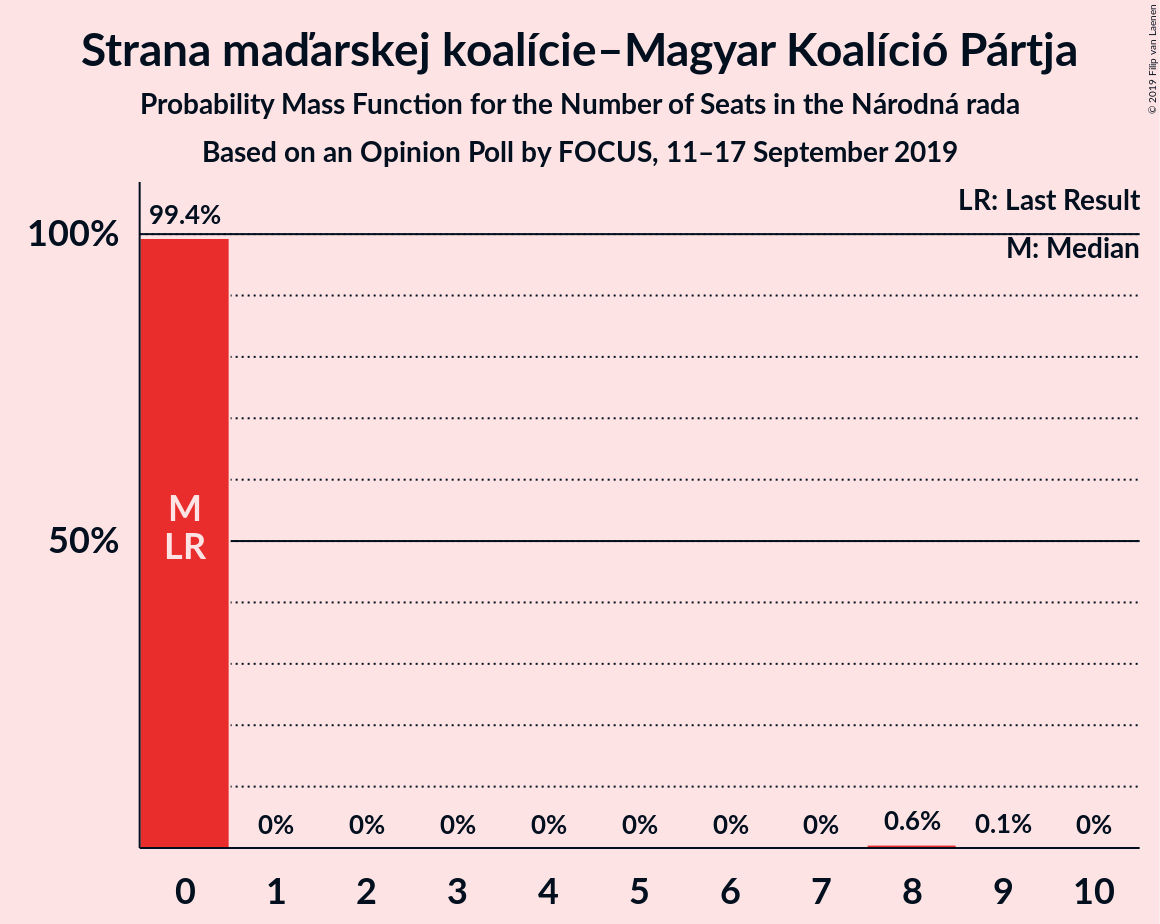 Strana maďarskej koalície–Magyar Koalíció Pártja
Probability Mass Function for the Number of Seats in the Národná rada
Based on an Opinion Poll by FOCUS, 11–17 September 2019
© 2019 Filip van Laenen
LR: Last Result
M: Median
99.4%
100%
50%
M
LR
0% 0% 0% 0% 0% 0% 0% 0.6% 0.1% 0%
0 1 2 3 4 5 6 7 8 9 10